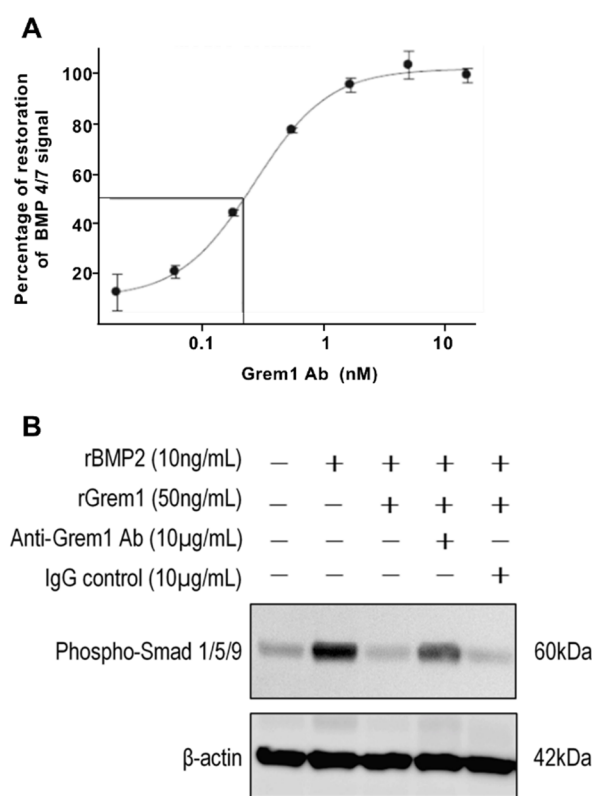 A
Percentage of restoration
of BMP 4/7 signal
100
80
60
40
20
0.1
1
10
Grem1 Ab (nM)
B
rBMP2 (10ng/mL) – + + + +
rGrem1 (50ng/mL) – – + + +
Anti-Grem1 Ab (10µg/mL) – – – + –
IgG control (10µg/mL) – – – – +
Phospho-Smad 1/5/9 60kDa
β-actin 42kDa